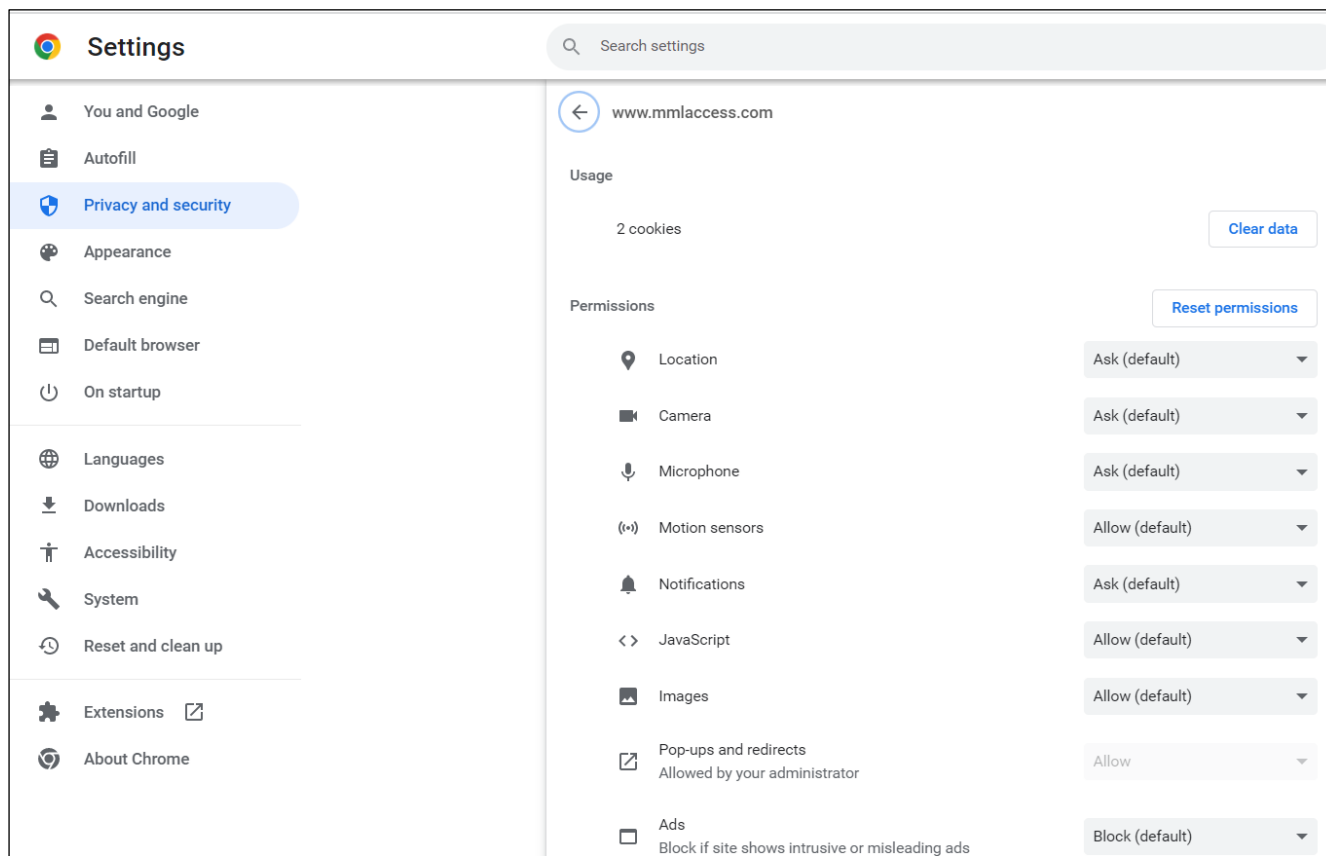 Settings
Search settings
You and Google
Autofill
Privacy and security
Appearance
Search engine
Default browser
On startup
Languages
Downloads
Accessibility
System
Reset and clean up
Extensions
About Chrome
www.mmlaccess.com
Usage
2 cookies
Clear data
Permissions
Reset permissions
Location
Ask (default)
Camera
Ask (default)
Microphone
Ask (default)
Motion sensors
Allow (default)
Notifications
Ask (default)
JavaScript
Allow (default)
Images
Allow (default)
Pop-ups and redirects
Allowed by your administrator
Allow
Ads
Block if site shows intrusive or misleading ads
Block (default)